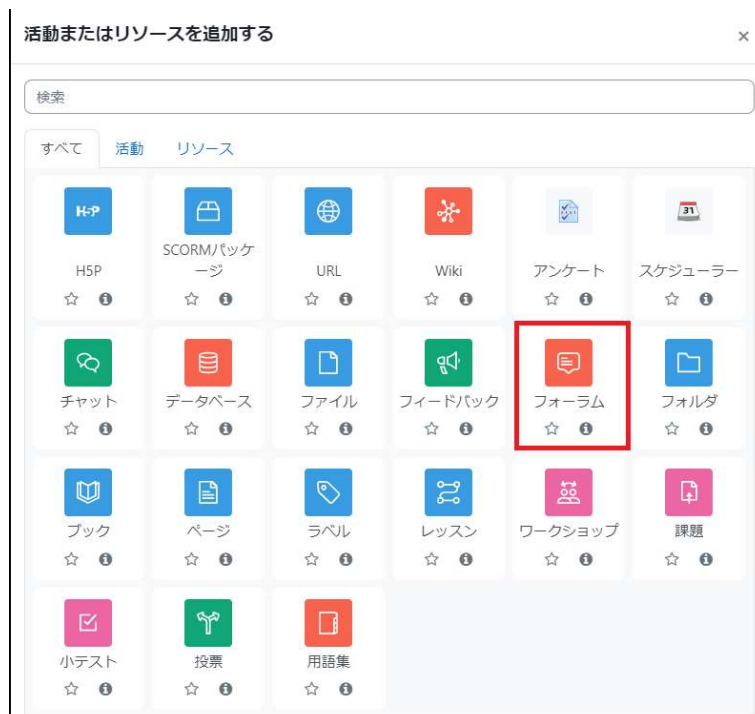 活動またはリソースを追加する
×
検索
すべて 活動 リソース
H-P
31
SCORMパッケ
H5P ージ URL Wiki アンケート スケジューラー
チャット データベース ファイル フィードバック フォーラム フォルダ
ブック ページ ラベル レッスン ワークショップ 課題
小テスト 投票 用語集